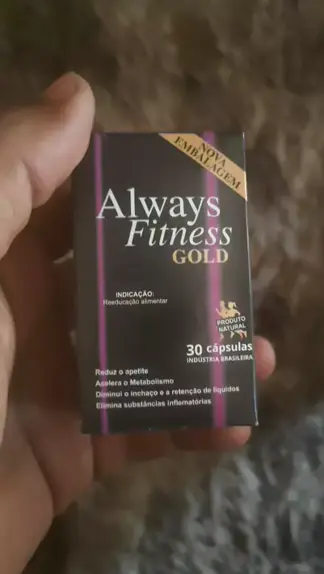 NOVA
EMBALAGEM
Always
Fitness
GOLD
INDICAÇÃO:
Reeducação alimentar
PRODUTO
NATURAL
30 cápsulas
INDÚSTRIA BRASILEIRA
Reduz o apetite
Acelera o Metabolismo
Diminui o inchaço e a retenção de líquidos
Elimina substâncias inflematórias